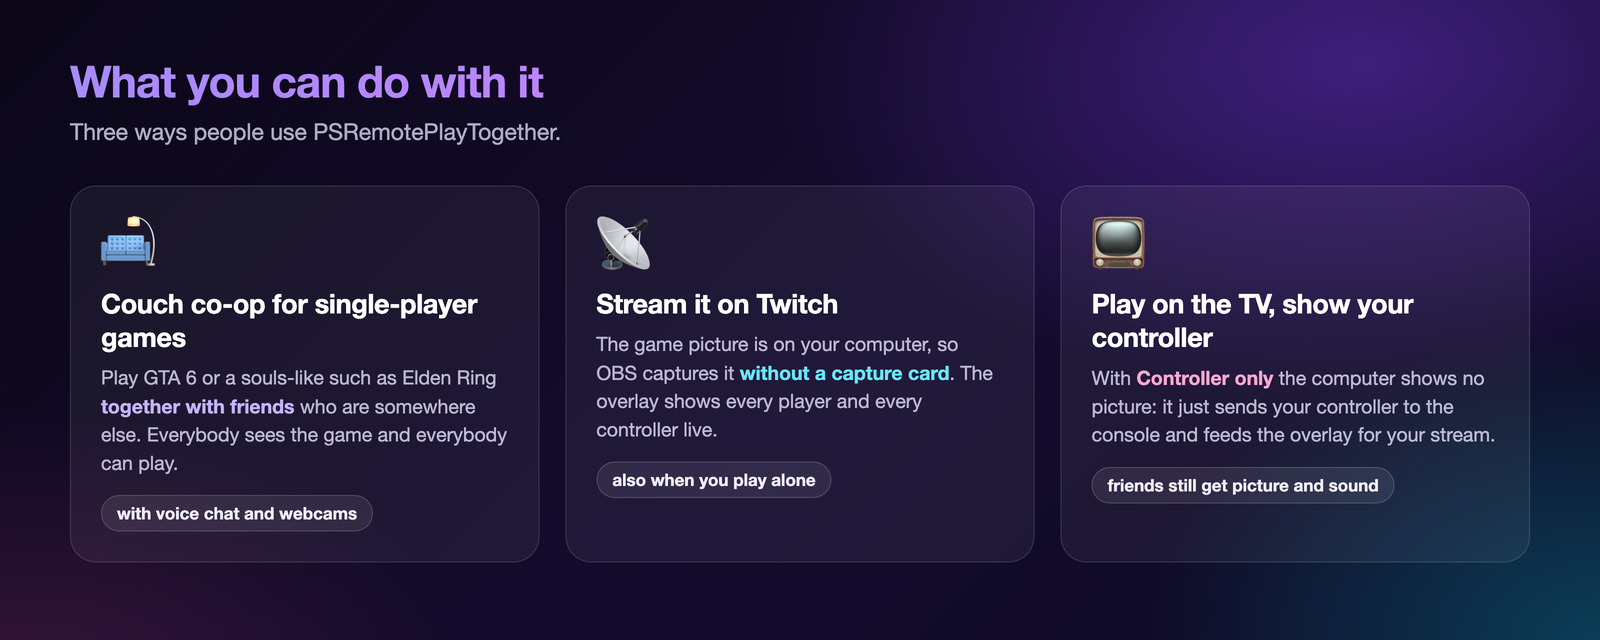 What you can do with it
Three ways people use PSRemotePlayTogether.
Couch co-op for single-player
games
Play GTA 6 or a souls-like such as Elden Ring
together with friends who are somewhere
else. Everybody sees the game and everybody
can play.
with voice chat and webcams
Stream it on Twitch
The game picture is on your computer, so
OBS captures it without a capture card. The
overlay shows every player and every
controller live.
also when you play alone
Play on the TV, show your
controller
With Controller only the computer shows no
picture: it just sends your controller to the
console and feeds the overlay for your stream.
friends still get picture and sound